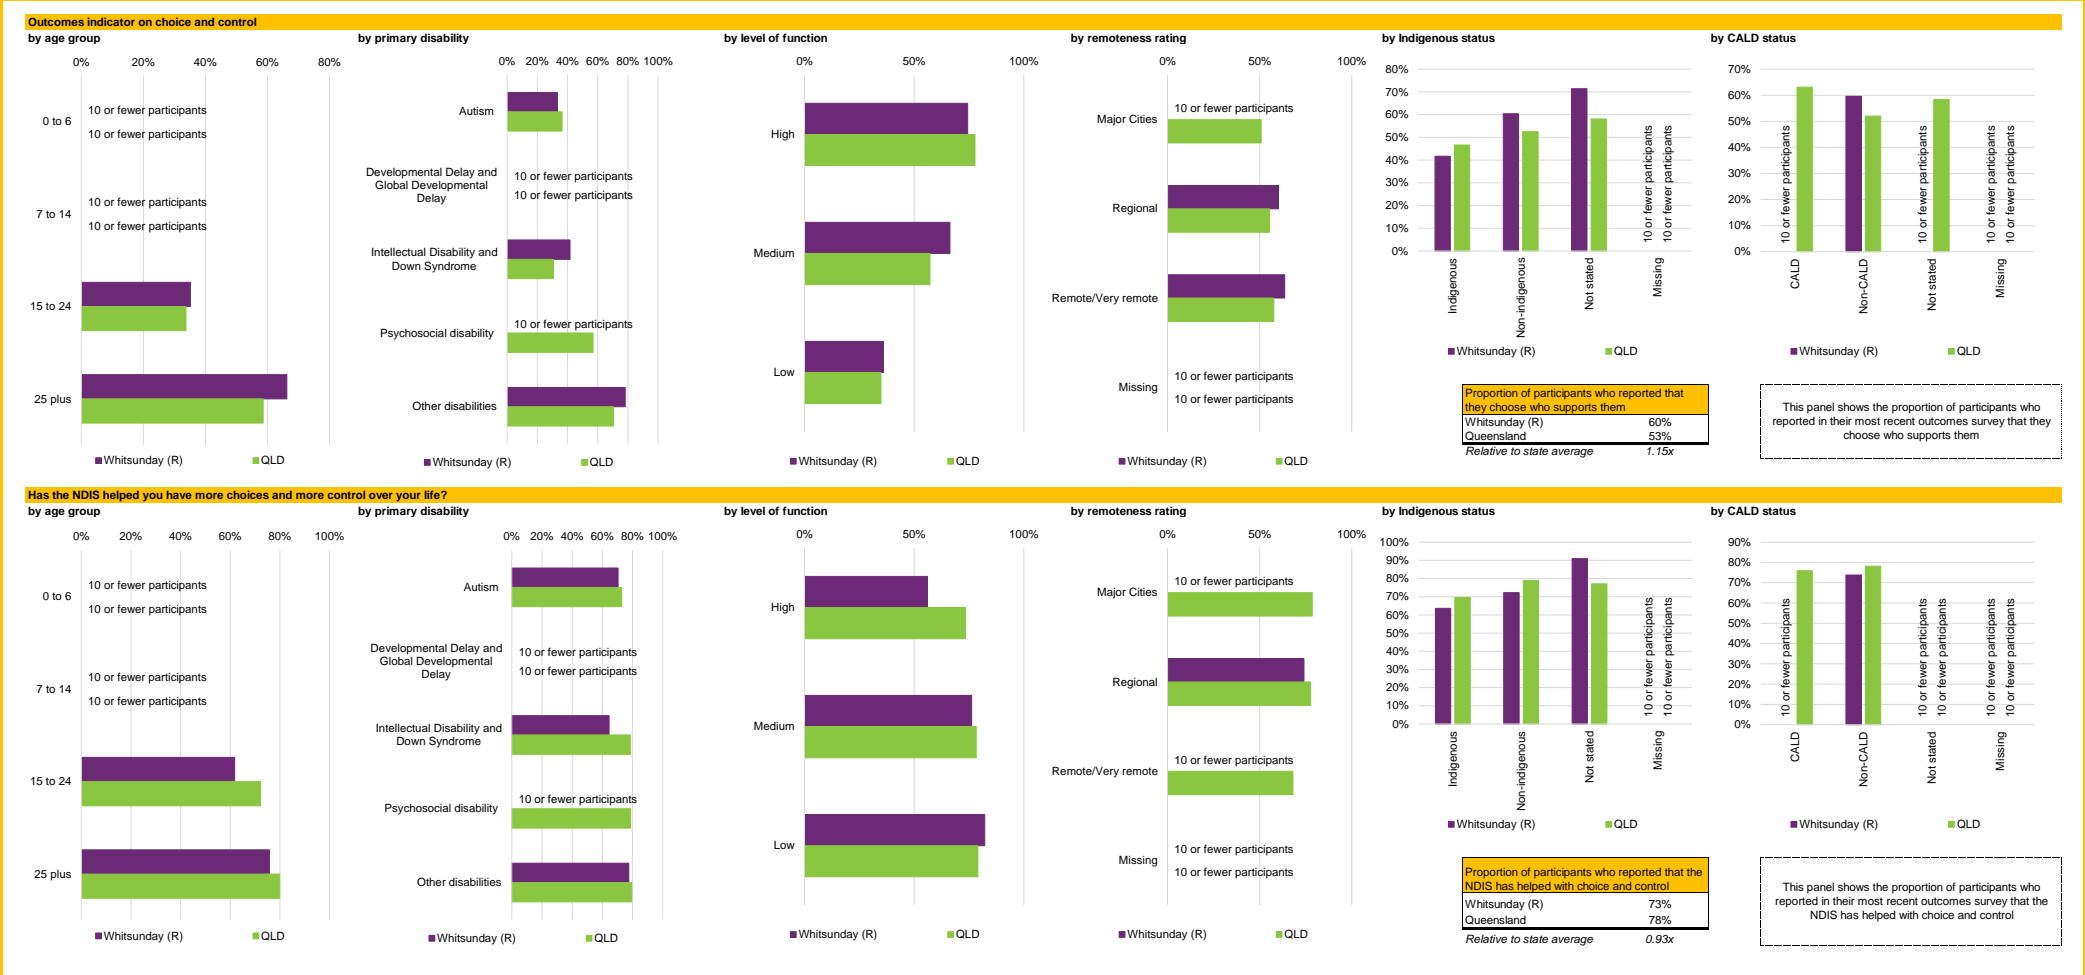 Outcomes indicator on choice and control
by age group
0% 20% 40% 60% 80%
0 to 6
10 or fewer participants
10 or fewer participants
7 to 14
10 or fewer participants
10 or fewer participants
15 to 24
25 plus
Whitsunday (R) QLD
by primary disability
0% 20% 40% 60% 80% 100%
Autism
Developmental Delay and
Global Developmental
Delay
10 or fewer participants
10 or fewer participants
Intellectual Disability and
Down Syndrome
Psychosocial disability
10 or fewer participants
Other disabilities
Whitsunday (R) QLD
by level of function
0% 50% 100%
High
Medium
Low
Whitsunday (R) QLD
by remoteness rating
0% 50% 100%
Major Cities
10 or fewer participants
Regional
Remote/Very remote
Missing
10 or fewer participants
10 or fewer participants
Whitsunday (R) QLD
by Indigenous status
80%
70%
60%
50%
40%
30%
20%
10%
0%
10 or fewer participants
10 or fewer participants
Indigenous
Non-indigenous
Not stated
Missing
Whitsunday (R) QLD
Proportion of participants who reported that
they choose who supports them
Whitsunday (R) 60%
Queensland 53%
Relative to state average 1.15x
by CALD status
70%
60%
50%
40%
30%
20%
10%
0%
10 or fewer participants
10 or fewer participants
10 or fewer participants
10 or fewer participants
CALD
Non-CALD
Not stated
Missing
Whitsunday (R) QLD
This panel shows the proportion of participants who
reported in their most recent outcomes survey that they
choose who supports them
Has the NDIS helped you have more choices and more control over your life?
by age group
0% 20% 40% 60% 80% 100%
0 to 6
10 or fewer participants
10 or fewer participants
7 to 14
10 or fewer participants
10 or fewer participants
15 to 24
25 plus
Whitsunday (R) QLD
by primary disability
0% 20% 40% 60% 80% 100%
Autism
Developmental Delay and
Global Developmental
Delay
10 or fewer participants
10 or fewer participants
Intellectual Disability and
Down Syndrome
Psychosocial disability
10 or fewer participants
Other disabilities
Whitsunday (R) QLD
by level of function
0% 50% 100%
High
Medium
Low
Whitsunday (R) QLD
by remoteness rating
0% 50% 100%
Major Cities
10 or fewer participants
Regional
Remote/Very remote
10 or fewer participants
Missing
10 or fewer participants
10 or fewer participants
Whitsunday (R) QLD
by Indigenous status
100%
90%
80%
70%
60%
50%
40%
30%
20%
10%
0%
10 or fewer participants
10 or fewer participants
Indigenous
Non-indigenous
Not stated
Missing
Whitsunday (R) QLD
Proportion of participants who reported that the
NDIS has helped with choice and control
Whitsunday (R) 73%
Queensland 78%
Relative to state average 0.93x
by CALD status
90%
80%
70%
60%
50%
40%
30%
20%
10%
0%
10 or fewer participants
10 or fewer participants
10 or fewer participants
10 or fewer participants
10 or fewer participants
CALD
Non-CALD
Not stated
Missing
Whitsunday (R) QLD
This panel shows the proportion of participants who
reported in their most recent outcomes survey that the
NDIS has helped with choice and control